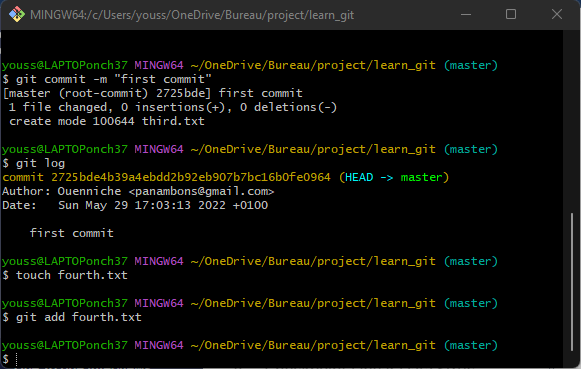 MINGW64:/c/Users/youss/OneDrive/Bureau/project/learn_git
youss@LAPTOPonch37 MINGW64 ~/OneDrive/Bureau/project/learn_git (master)
$ git commit -m "first commit"
[master (root-commit) 2725bde] first commit
 1 file changed, 0 insertions(+), 0 deletions(-)
 create mode 100644 third.txt
youss@LAPTOPonch37 MINGW64 ~/OneDrive/Bureau/project/learn_git (master)
$ git log
commit 2725bde4b39a4ebdd2b92eb907b7bc16b0fe0964 (HEAD -> master)
Author: Ouenniche <panambons@gmail.com>
Date:   Sun May 29 17:03:13 2022 +0100
    first commit
youss@LAPTOPonch37 MINGW64 ~/OneDrive/Bureau/project/learn_git (master)
$ touch fourth.txt
youss@LAPTOPonch37 MINGW64 ~/OneDrive/Bureau/project/learn_git (master)
$ git add fourth.txt
youss@LAPTOPonch37 MINGW64 ~/OneDrive/Bureau/project/learn_git (master)
$